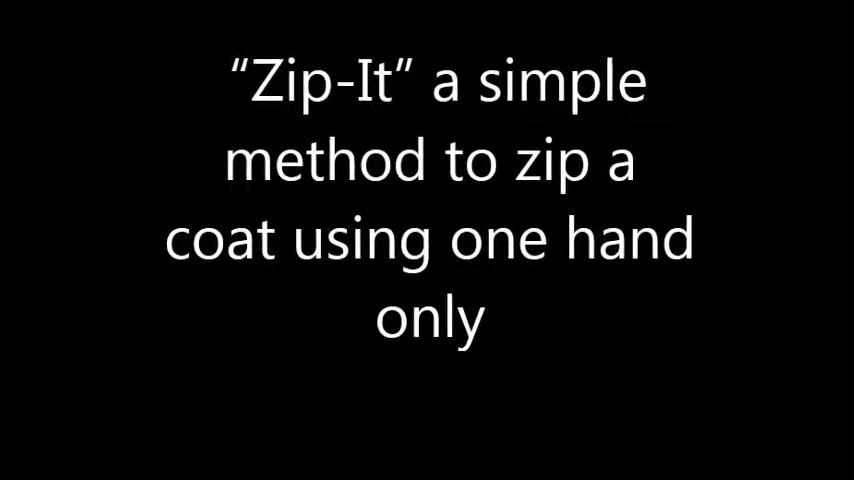 “Zip-It” a simple
method to zip a
coat using one hand
only